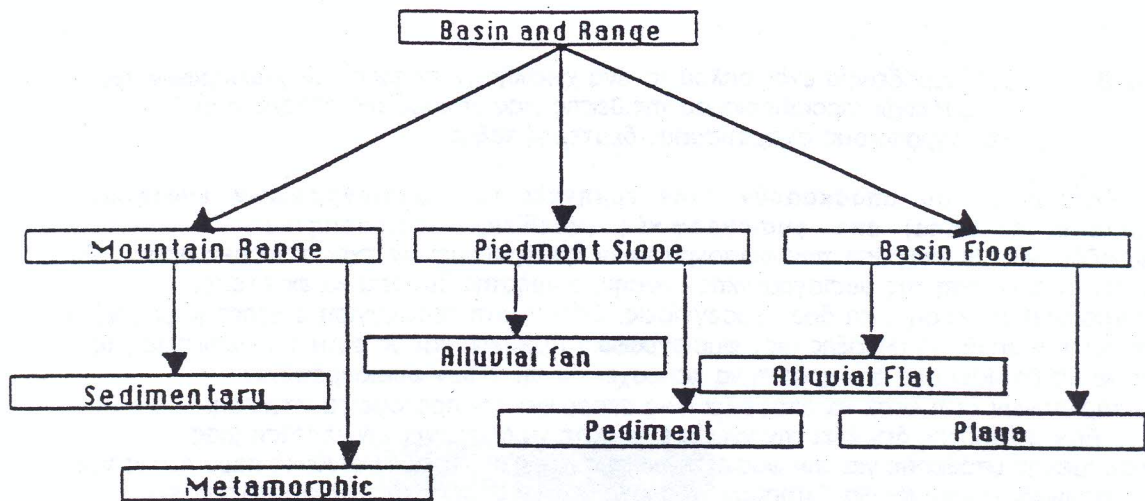 Basin and Range
Mountain Range
Piedmont Slope
Basin Floor
Alluvial fan
Sedimentary
Alluvial Flat
Pediment
Playa
Metamorphic